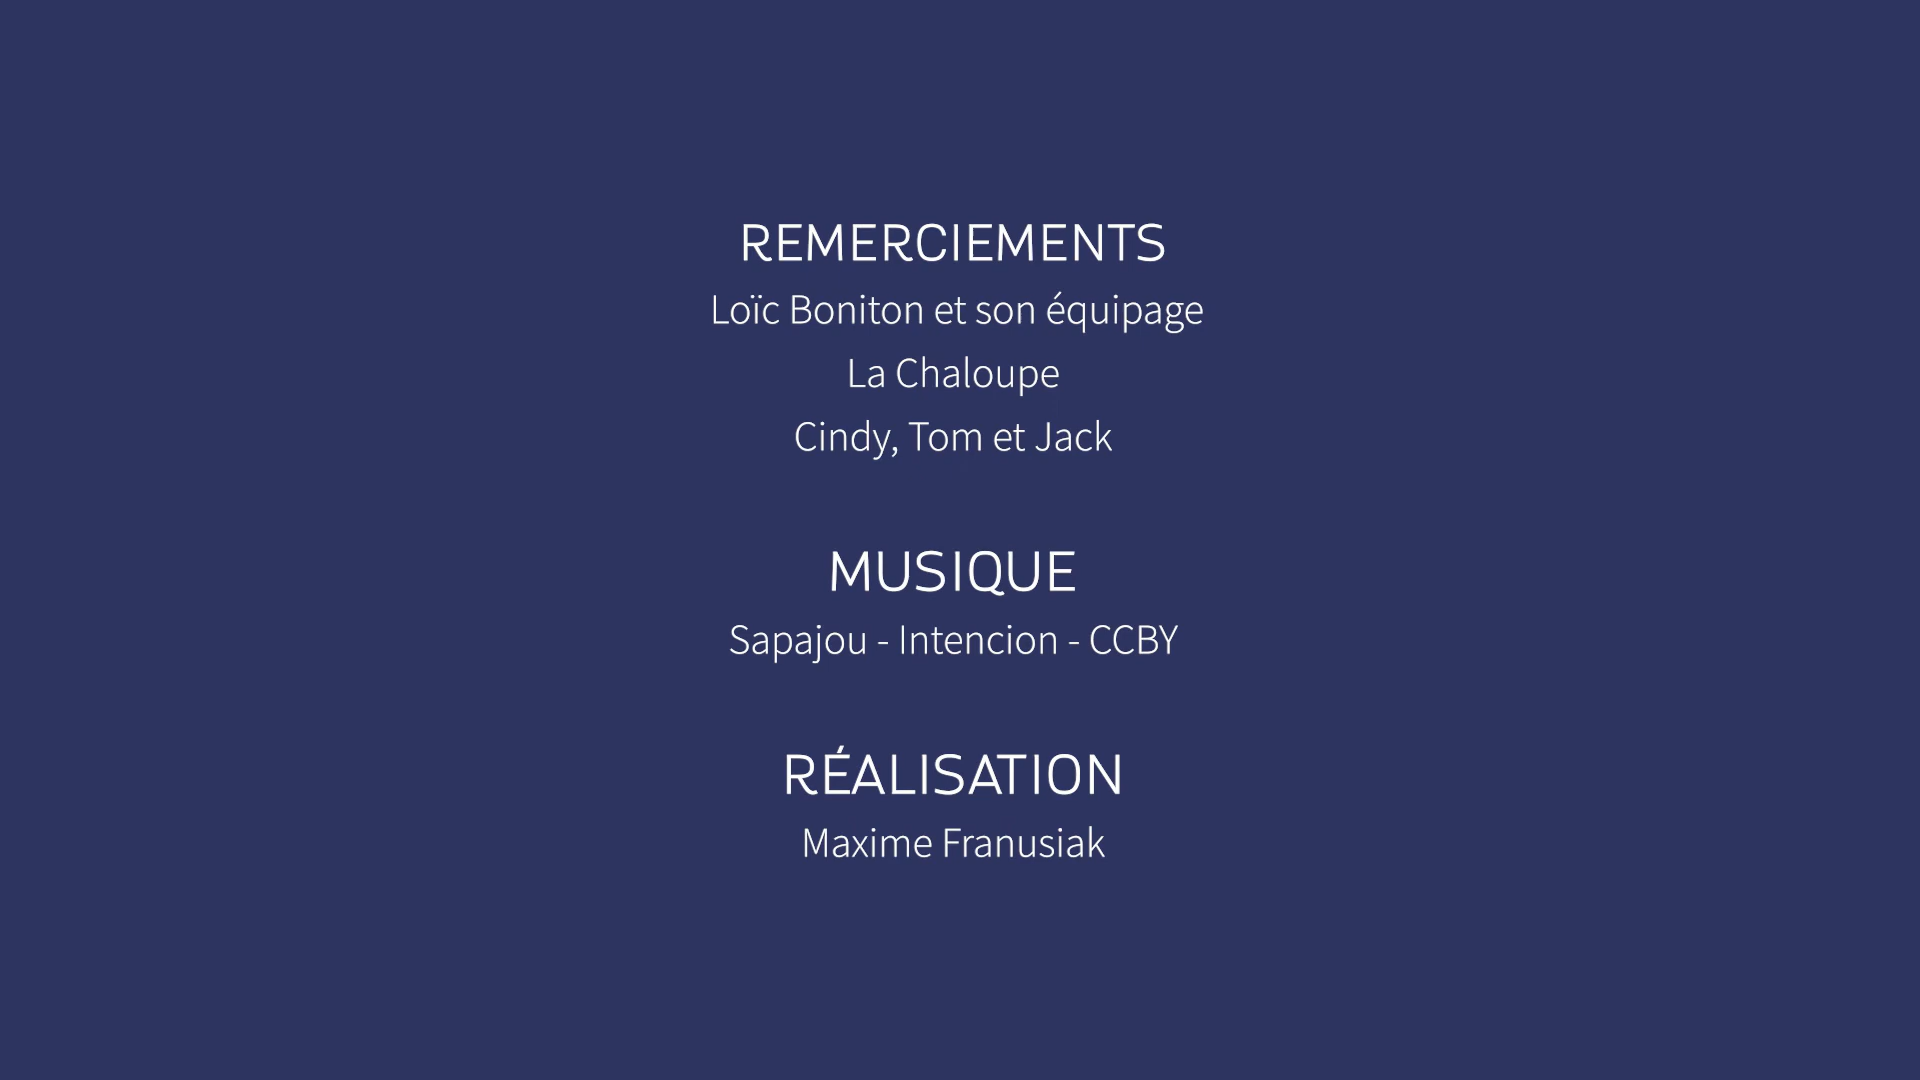 REMERCIEMENTS
Loïc Boniton et son équipage
La Chaloupe
Cindy, Tom et Jack
MUSIQUE
Sapajou - Intencion - CCBY
RÉALISATION
Maxime Franusiak